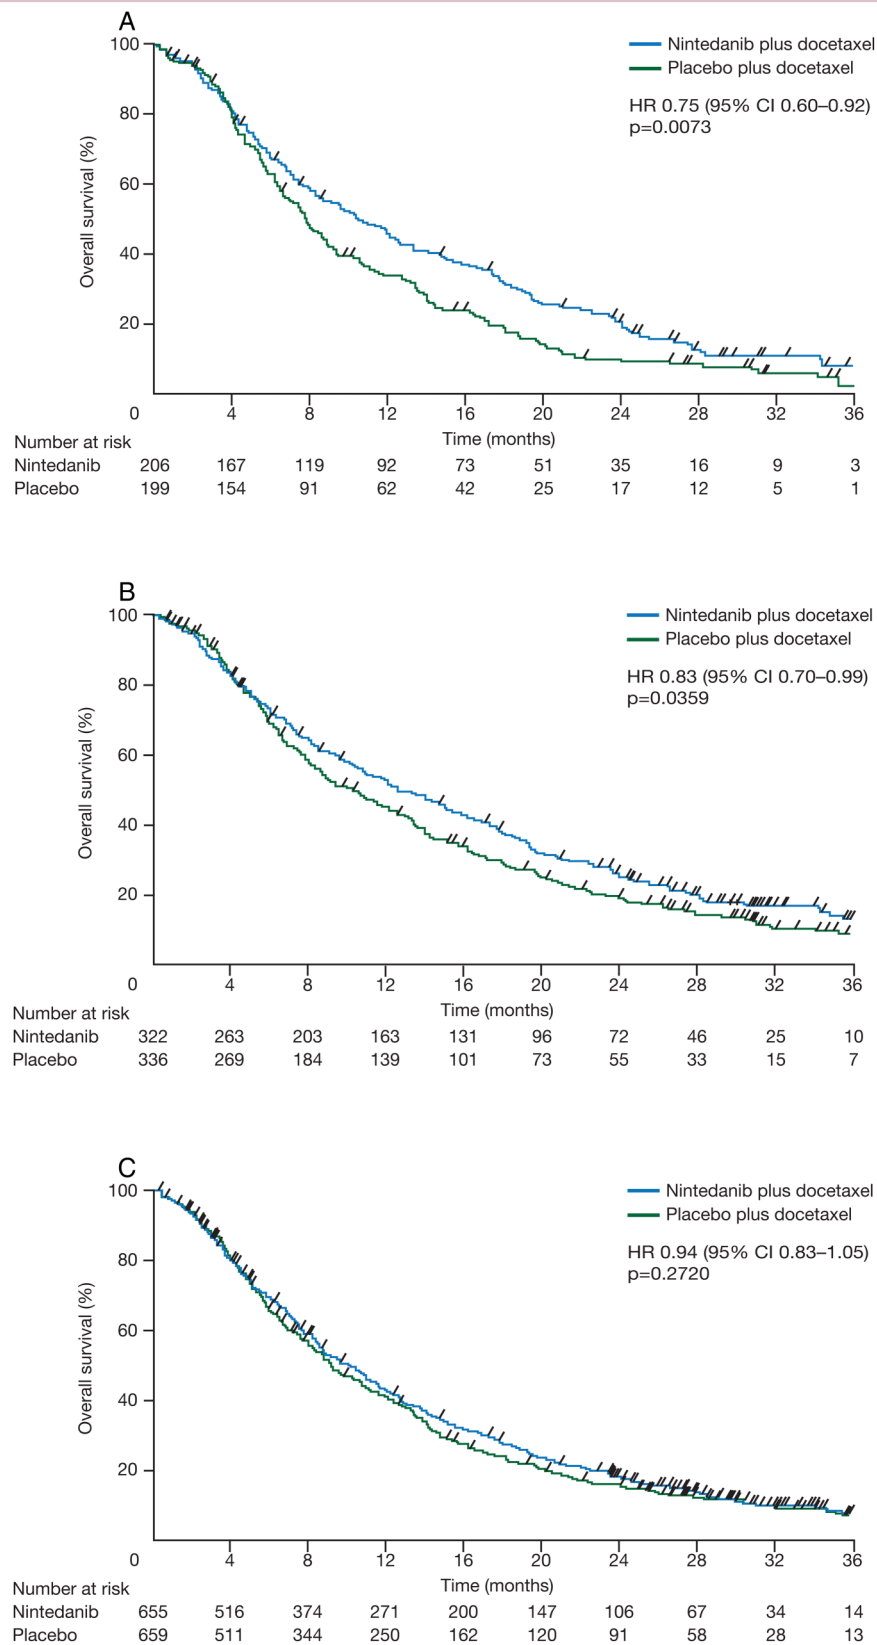 A
100
80
60
40
20
0
Overall survival (%)
Nintedanib plus docetaxel
Placebo plus docetaxel
HR 0.75 (95% CI 0.60–0.92)
p=0.0073
4 8 12 16 20 24 28 32 36
Time (months)
Number at risk
Nintedanib 206 167 119 92 73 51 35 16 9 3
Placebo 199 154 91 62 42 25 17 12 5 1
B
100
80
60
40
20
0
Overall survival (%)
Nintedanib plus docetaxel
Placebo plus docetaxel
HR 0.83 (95% CI 0.70–0.99)
p=0.0359
4 8 12 16 20 24 28 32 36
Time (months)
Number at risk
Nintedanib 322 263 203 163 131 96 72 46 25 10
Placebo 336 269 184 139 101 73 55 33 15 7
C
100
80
60
40
20
0
Overall survival (%)
Nintedanib plus docetaxel
Placebo plus docetaxel
HR 0.94 (95% CI 0.83–1.05)
p=0.2720
4 8 12 16 20 24 28 32 36
Time (months)
Number at risk
Nintedanib 655 516 374 271 200 147 106 67 34 14
Placebo 659 511 344 250 162 120 91 58 28 13